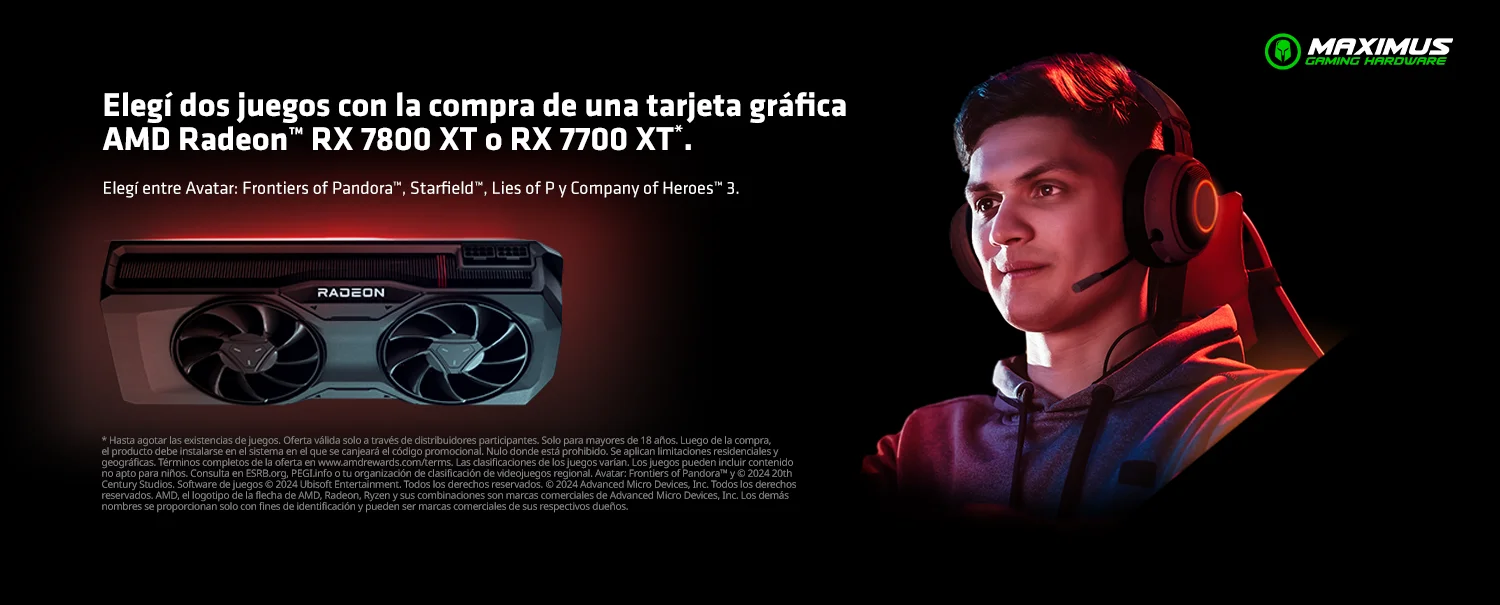 MAXIMUS
GAMING HARDWARE
Elegí dos juegos con la compra de una tarjeta gráfica
AMD Radeon™ RX 7800 XT o RX 7700 XT*.
Elegí entre Avatar: Frontiers of Pandora™, Starfield™, Lies of P y Company of Heroes™ 3.
RADEON
* Hasta agotar las existencias de juegos. Oferta válida solo a través de distribuidores participantes. Solo para mayores de 18 años. Luego de la compra,
el producto debe instalarse en el sistema en el que se canjeará el código promocional. Nulo donde está prohibido. Se aplican limitaciones residenciales y
geográficas. Términos completos de la oferta en www.amdrewards.com/terms. Las clasificaciones de los juegos varían. Los juegos pueden incluir contenido
no apto para niños. Consulta en ESRB.org, PEGI.info o tu organización de clasificación de videojuegos regional. Avatar: Frontiers of Pandora™ y © 2024 20th
Century Studios. Software de juegos © 2024 Ubisoft Entertainment. Todos los derechos reservados. © 2024 Advanced Micro Devices, Inc. Todos los derechos
reservados. AMD, el logotipo de la flecha de AMD, Radeon, Ryzen y sus combinaciones son marcas comerciales de Advanced Micro Devices, Inc. Los demás
nombres se proporcionan solo con fines de identificación y pueden ser marcas comerciales de sus respectivos dueños.